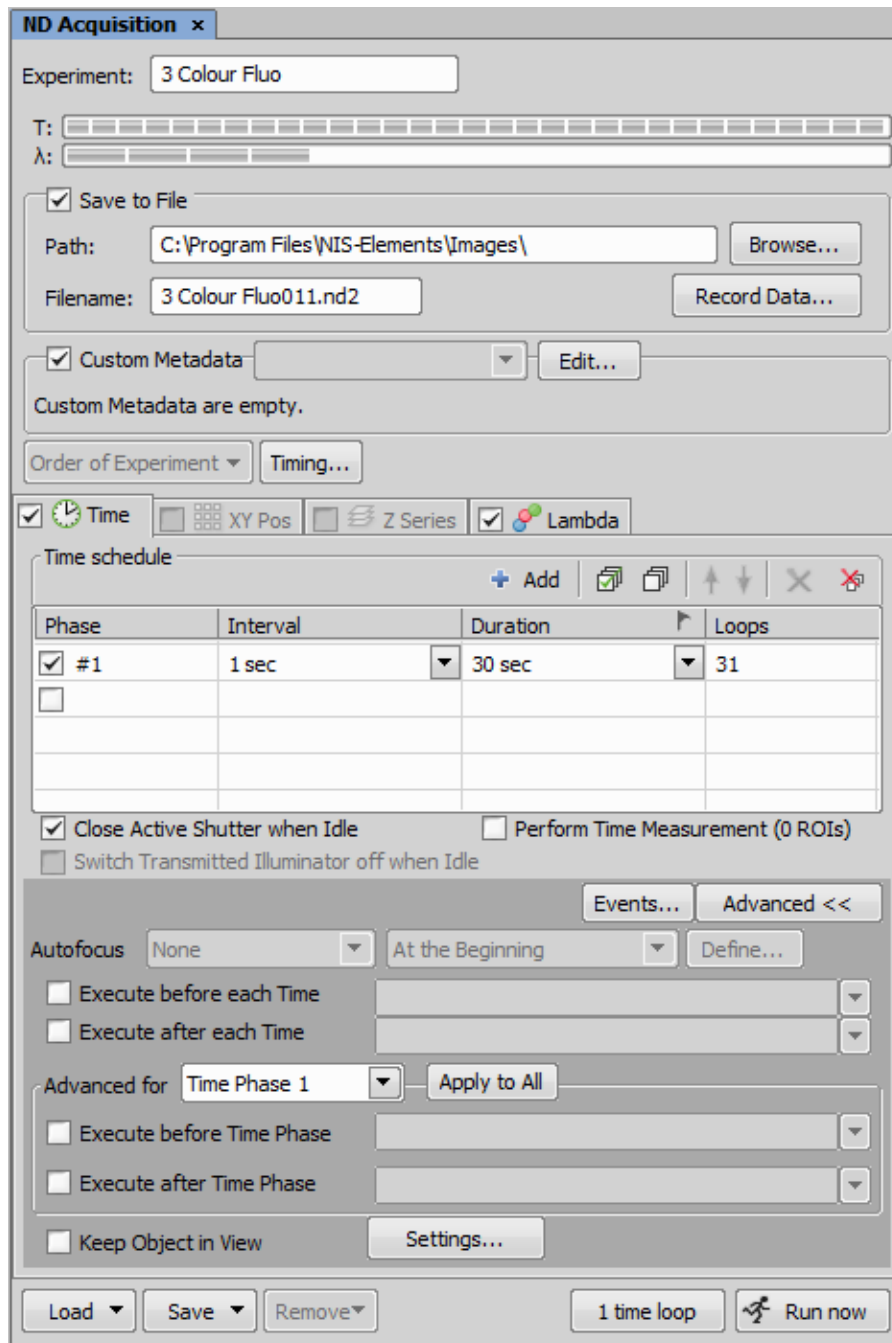 ND Acquisition ×
Experiment: 3 Colour Fluo
T:
λ:
Save to File
Path: C:\Program Files\NIS-Elements\Images\ Browse...
Filename: 3 Colour Fluo011.nd2 Record Data...
Custom Metadata Edit...
Custom Metadata are empty.
Order of Experiment Timing...
Time XY Pos Z Series Lambda
Time schedule
Add
Phase Interval Duration Loops
#1 1 sec 30 sec 31
Close Active Shutter when Idle Perform Time Measurement (0 ROIs)
Switch Transmitted Illuminator off when Idle
Events... Advanced <<
Autofocus None At the Beginning Define...
Execute before each Time
Execute after each Time
Advanced for Time Phase 1 Apply to All
Execute before Time Phase
Execute after Time Phase
Keep Object in View Settings...
Load Save Remove 1 time loop Run now